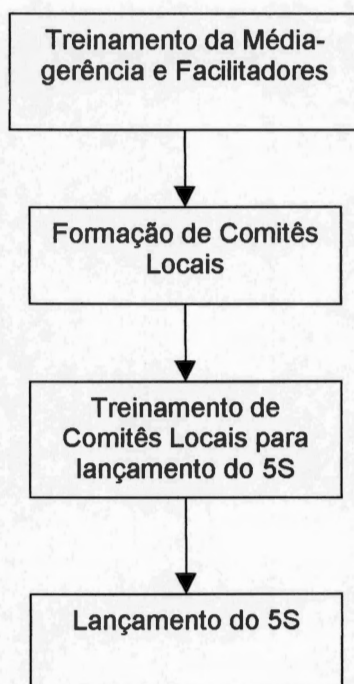 Treinamento da Média-
gerência e Facilitadores
Formação de Comitês
Locais
Treinamento de
Comitês Locais para
lançamento do 5S
Lançamento do 5S